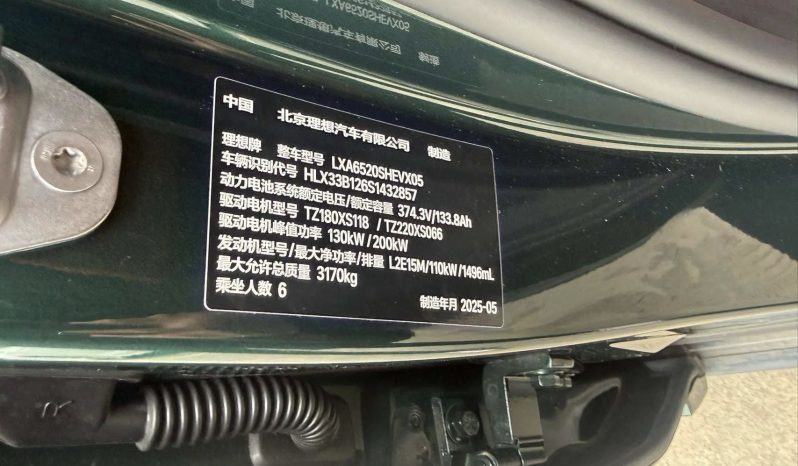 中国 北京理想汽车有限公司 制造
理想牌 整车型号 LXA6520SHEVX05
车辆识别代号 HLX33B126S1432857
动力电池系统额定电压/额定容量 374.3V/133.8Ah
驱动电机型号 TZ180XS118 / TZ220XS066
驱动电机峰值功率 130kW/200kW
发动机型号/最大净功率/排量 L2E15M/110kW/1496mL
最大允许总质量 3170kg
乘坐人数 6 制造年月 2025-05